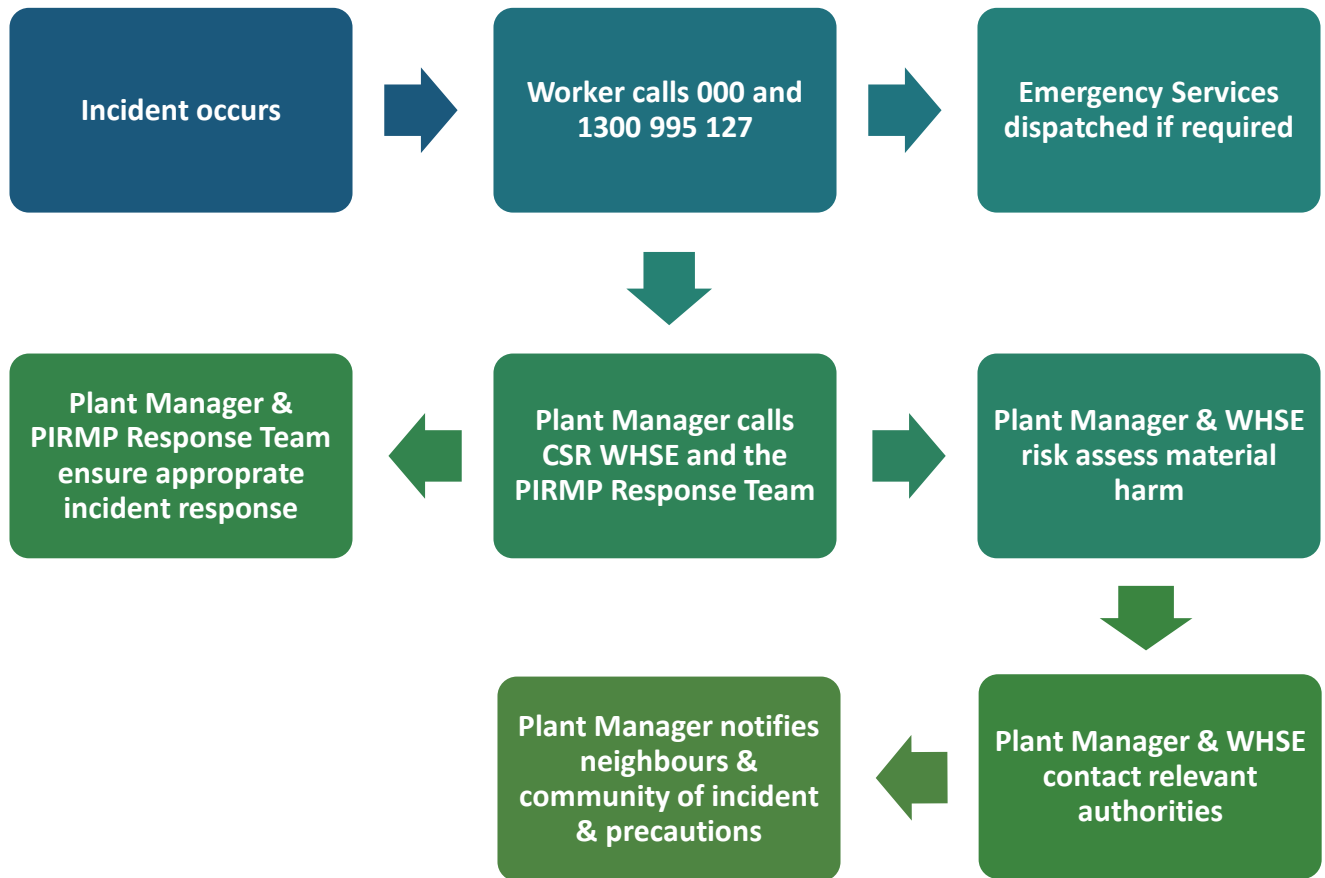 Incident occurs
Worker calls 000 and
1300 995 127
Emergency Services
dispatched if required
Plant Manager &
PIRMP Response Team
ensure approprate
incident response
Plant Manager calls
CSR WHSE and the
PIRMP Response Team
Plant Manager & WHSE
risk assess material
harm
Plant Manager notifies
neighbours &
community of incident
& precautions
Plant Manager & WHSE
contact relevant
authorities